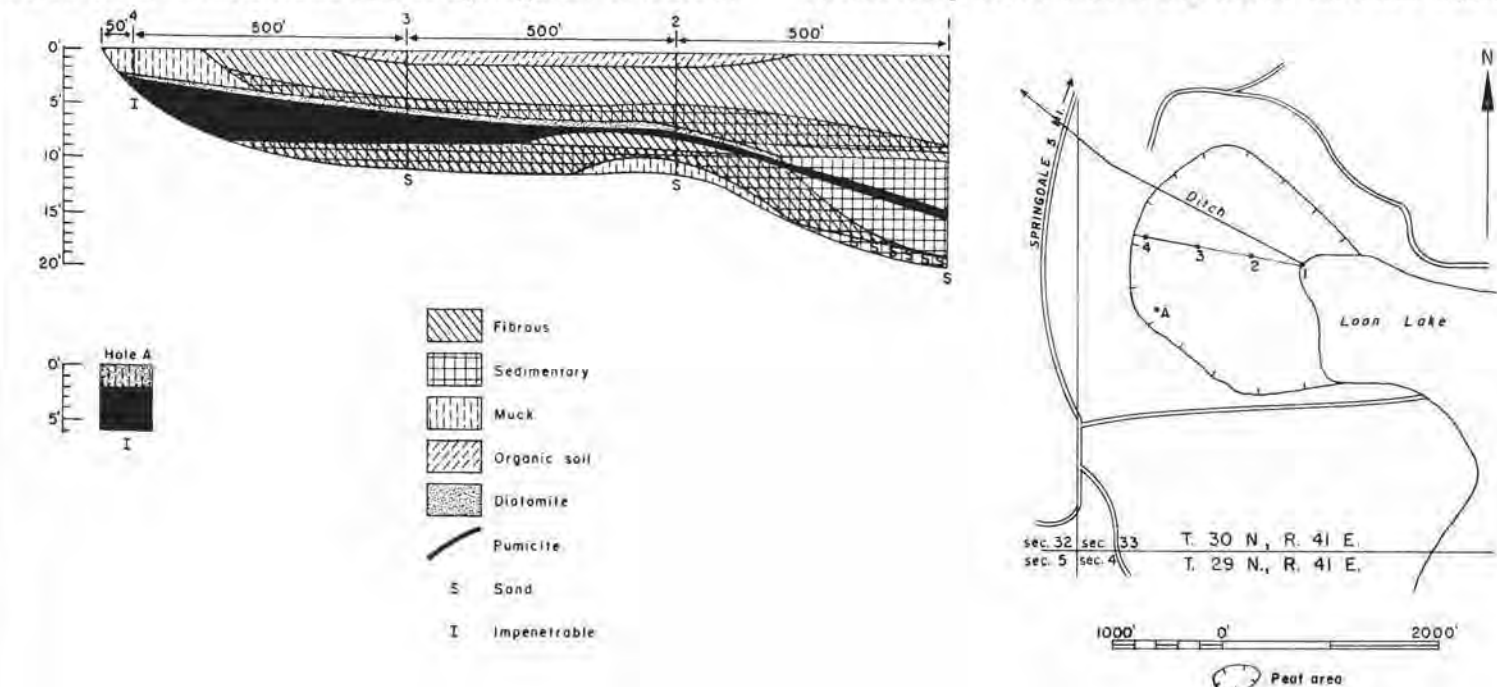 50' 4 500' 3 500' 2 500' 1
0'
5'
10'
15'
20'
I
S
S
S
Fibrous
Sedimentary
Muck
Organic soil
Diatomite
Pumicite
S Sand
I Impenetrable
Hole A
0'
5'
I
N
SPRINGDALE 5 MI.
Ditch
4
3
2
1
A
Loon Lake
sec. 32 sec. 33 T. 30 N., R. 41 E.
sec. 5 sec. 4 T. 29 N., R. 41 E.
1000' 0' 2000'
Peat area